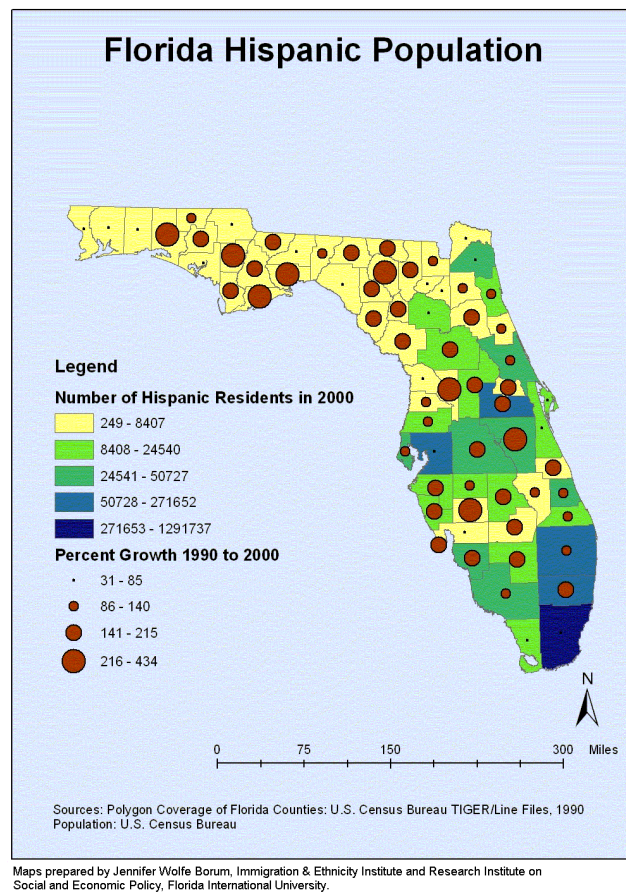 Florida Hispanic Population
Legend
Number of Hispanic Residents in 2000
249 - 8407
8408 - 24540
24541 - 50727
50728 - 271652
271653 - 1291737
Percent Growth 1990 to 2000
31 - 85
86 - 140
141 - 215
216 - 434
N
0 75 150 300 Miles
Sources: Polygon Coverage of Florida Counties: U.S. Census Bureau TIGER/Line Files, 1990
Population: U.S. Census Bureau
Maps prepared by Jennifer Wolfe Borum, Immigration & Ethnicity Institute and Research Institute on
Social and Economic Policy, Florida International University.